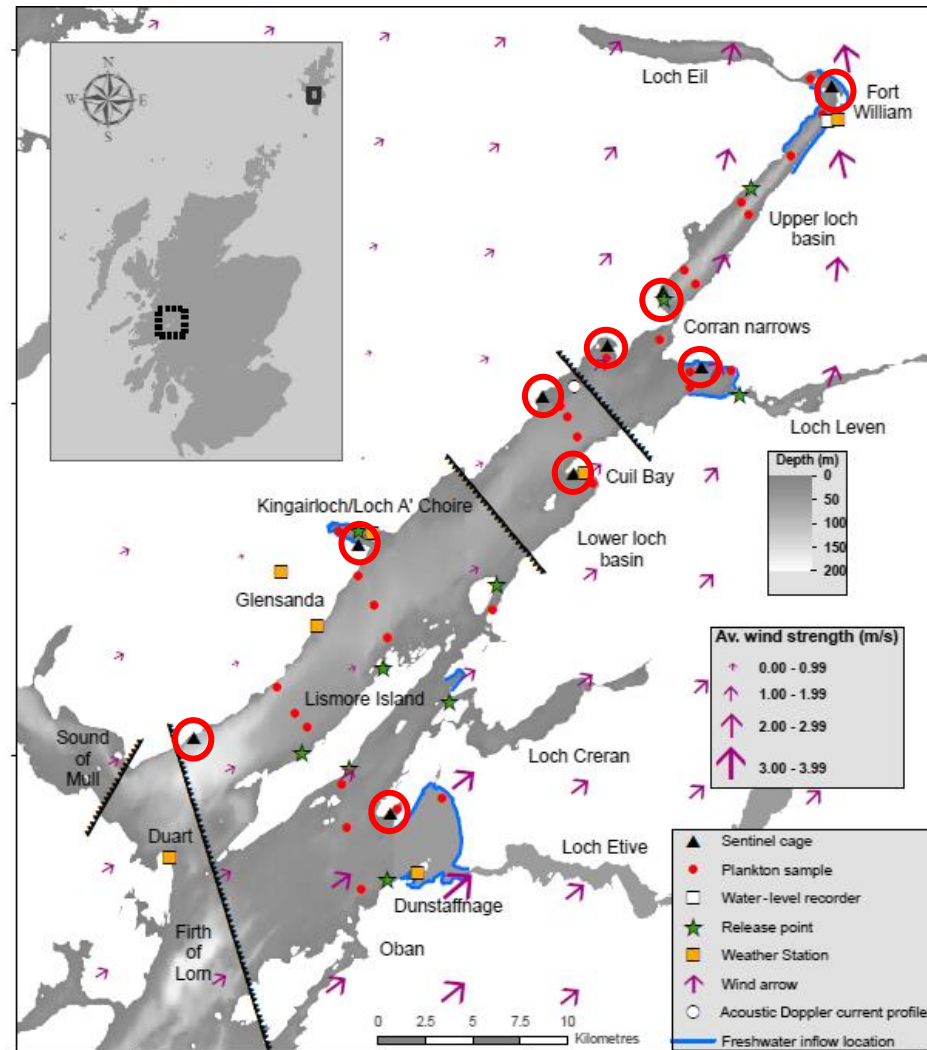 N
W
E
S
Loch Eil
Fort
William
Upper loch
basin
Corran narrows
Loch Leven
Cuil Bay
Kingairloch/Loch A' Choire
Lower loch
basin
Glensanda
Lismore Island
Sound
of
Mull
Loch Creran
Duart
Loch Etive
Dunstaffnage
Firth
of
Lorn
Oban
Depth (m)
0
50
100
150
200
Av. wind strength (m/s)
0.00 - 0.99
1.00 - 1.99
2.00 - 2.99
3.00 - 3.99
Sentinel cage
Plankton sample
Water-level recorder
Release point
Weather Station
Wind arrow
Acoustic Doppler current profile
Freshwater inflow location
0 2.5 5 7.5 10
Kilometres